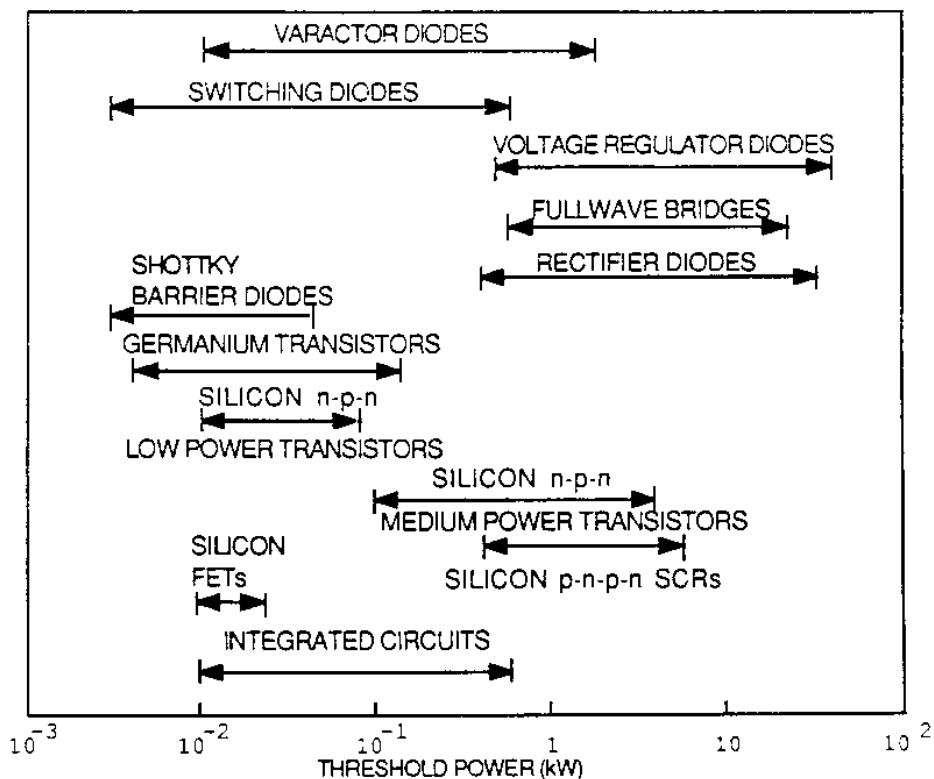 VARACTOR DIODES
SWITCHING DIODES
VOLTAGE REGULATOR DIODES
FULLWAVE BRIDGES
RECTIFIER DIODES
SHOTTKY
BARRIER DIODES
GERMANIUM TRANSISTORS
SILICON n-p-n
LOW POWER TRANSISTORS
SILICON n-p-n
MEDIUM POWER TRANSISTORS
SILICON p-n-p-n SCRs
SILICON
FETs
INTEGRATED CIRCUITS
10⁻³ 10⁻² 10⁻¹ 1 10 10²
THRESHOLD POWER (kW)